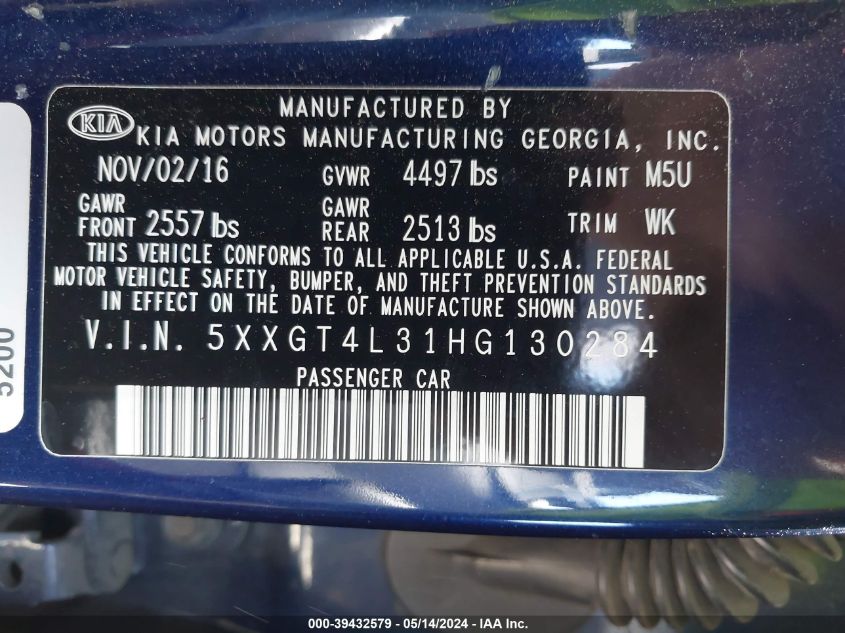 MANUFACTURED BY
KIA KIA MOTORS MANUFACTURING GEORGIA, INC.
NOV/02/16 GVWR 4497 lbs PAINT M5U
GAWR FRONT 2557 lbs GAWR REAR 2513 lbs TRIM WK
THIS VEHICLE CONFORMS TO ALL APPLICABLE U.S.A. FEDERAL
MOTOR VEHICLE SAFETY, BUMPER, AND THEFT PREVENTION STANDARDS
IN EFFECT ON THE DATE OF MANUFACTURE SHOWN ABOVE.
V.I.N. 5XXGT4L31HG130284
PASSENGER CAR
5200
000-39432579 - 05/14/2024 - IAA Inc.